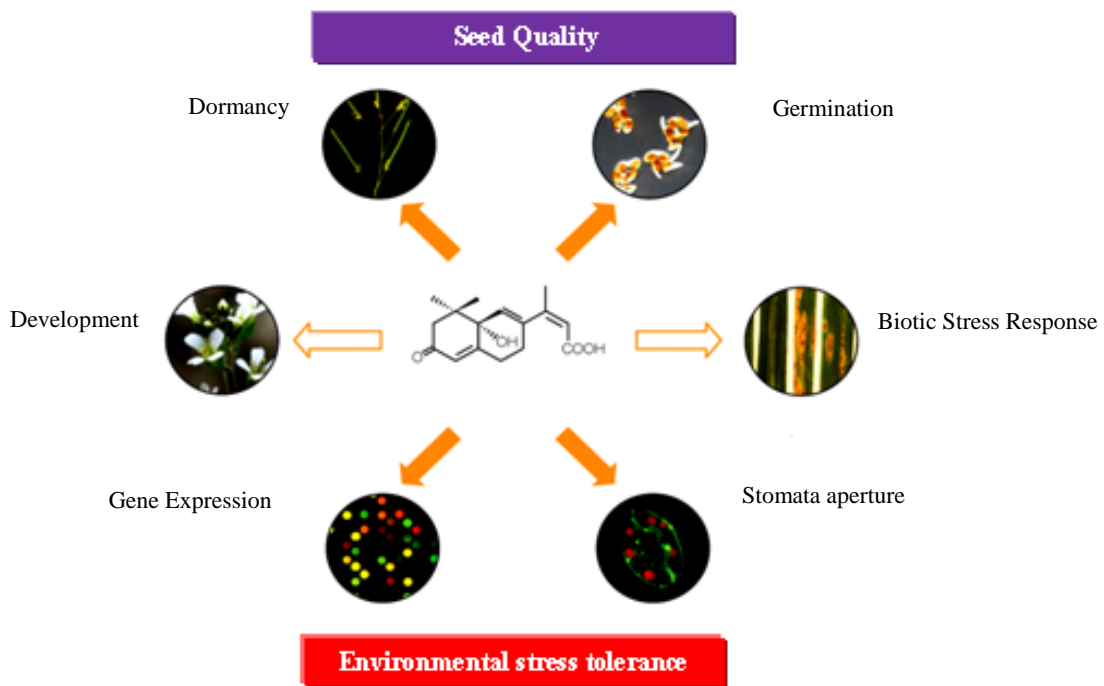 Seed Quality
Dormancy
Germination
Development
Biotic Stress Response
OH
COOH
O
Gene Expression
Stomata aperture
Environmental stress tolerance